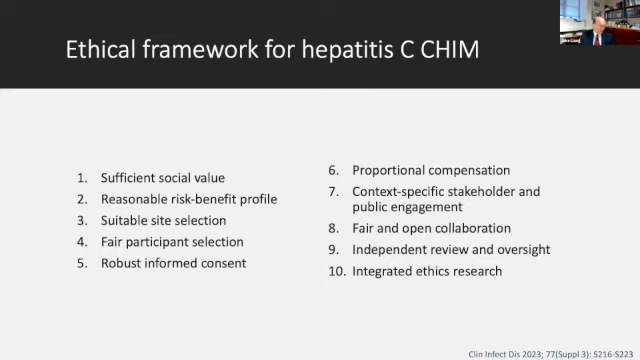 Ethical framework for hepatitis C CHIM
1. Sufficient social value
2. Reasonable risk-benefit profile
3. Suitable site selection
4. Fair participant selection
5. Robust informed consent
6. Proportional compensation
7. Context-specific stakeholder and
public engagement
8. Fair and open collaboration
9. Independent review and oversight
10. Integrated ethics research
Clin Infect Dis 2023; 77(Suppl 3): S216-S223